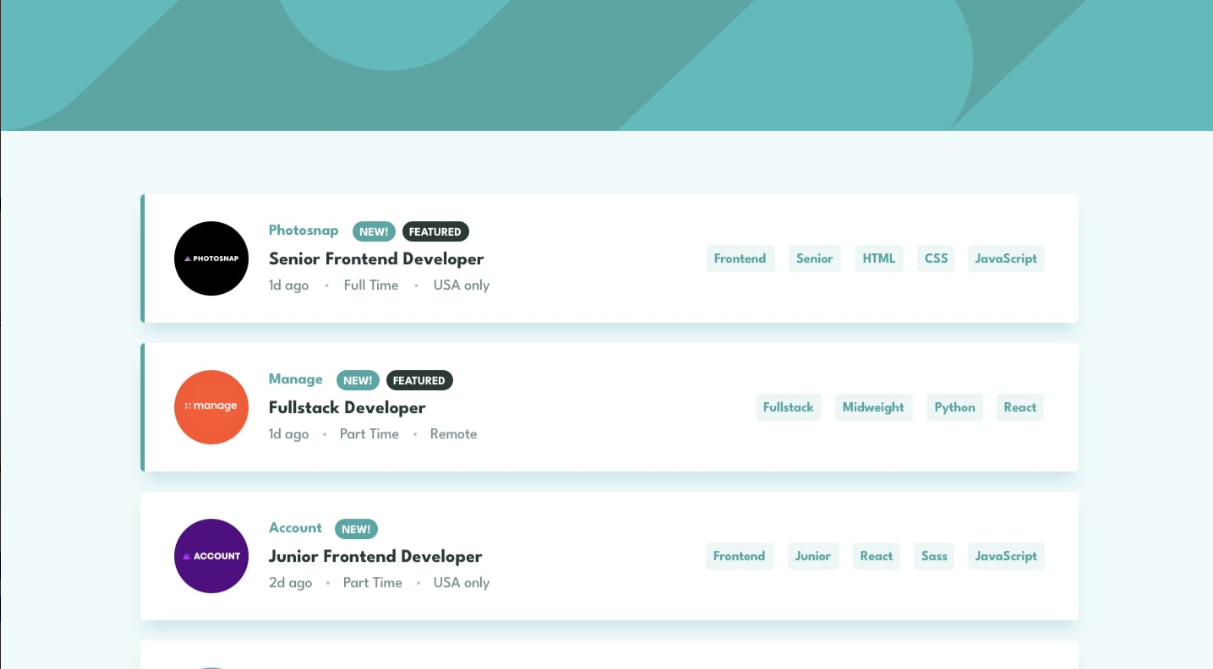 PHOTOSNAP
Photosnap NEW! FEATURED
Senior Frontend Developer
1d ago • Full Time • USA only
Frontend Senior HTML CSS JavaScript
manage
Manage NEW! FEATURED
Fullstack Developer
1d ago • Part Time • Remote
Fullstack Midweight Python React
ACCOUNT
Account NEW!
Junior Frontend Developer
2d ago • Part Time • USA only
Frontend Junior React Sass JavaScript